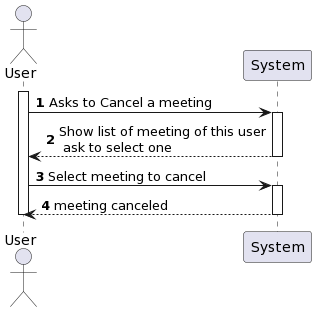 User
System
1 Asks to Cancel a meeting
2 Show list of meeting of this user
ask to select one
3 Select meeting to cancel
4 meeting canceled
User
System